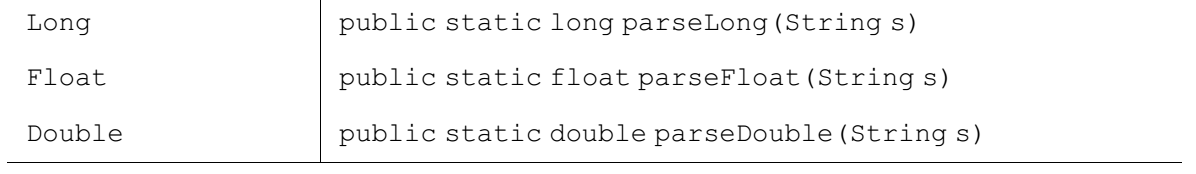 Long public static long parseLong(String s)
Float public static float parseFloat(String s)
Double public static double parseDouble(String s)